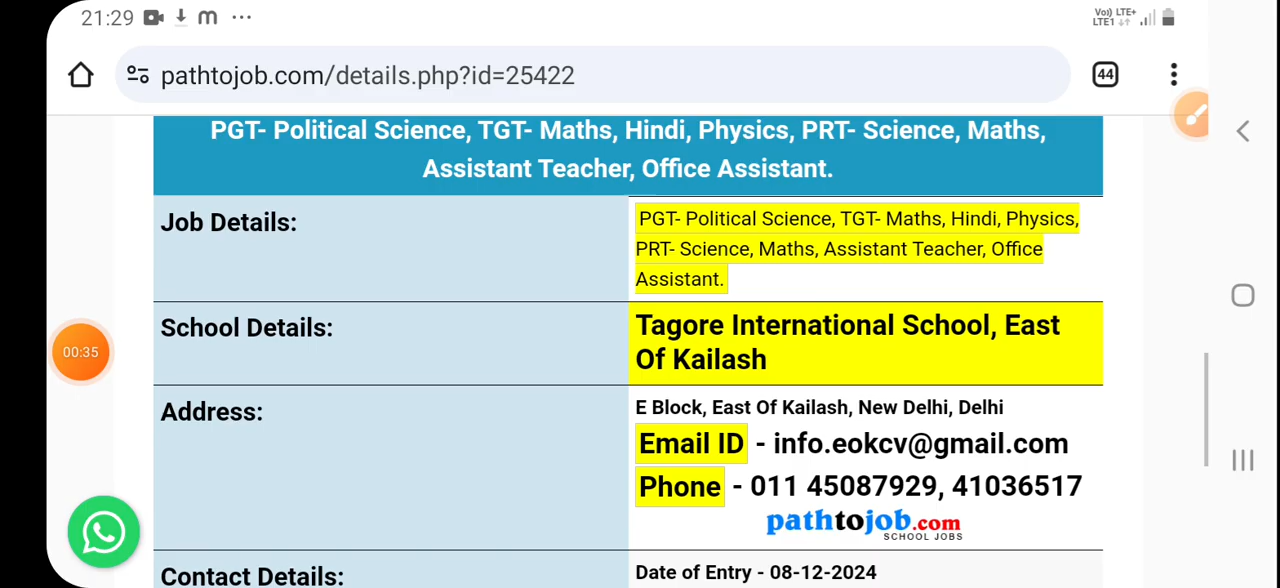 21:29
Vo)) LTE+
LTE1
pathtojob.com/details.php?id=25422
44
PGT- Political Science, TGT- Maths, Hindi, Physics, PRT- Science, Maths,
Assistant Teacher, Office Assistant.
Job Details:
PGT- Political Science, TGT- Maths, Hindi, Physics,
PRT- Science, Maths, Assistant Teacher, Office
Assistant.
School Details:
Tagore International School, East
Of Kailash
00:35
Address:
E Block, East Of Kailash, New Delhi, Delhi
Email ID - info.eokcv@gmail.com
Phone - 011 45087929, 41036517
pathtojob.com
SCHOOL JOBS
Contact Details:
Date of Entry - 08-12-2024